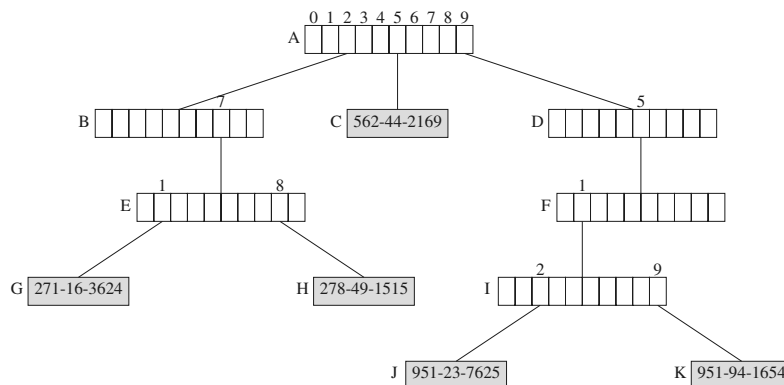 0 1 2 3 4 5 6 7 8 9
A
7
5
B
C 562-44-2169
D
1 8
1
E
F
2 9
G 271-16-3624
H 278-49-1515
I
J 951-23-7625
K 951-94-1654